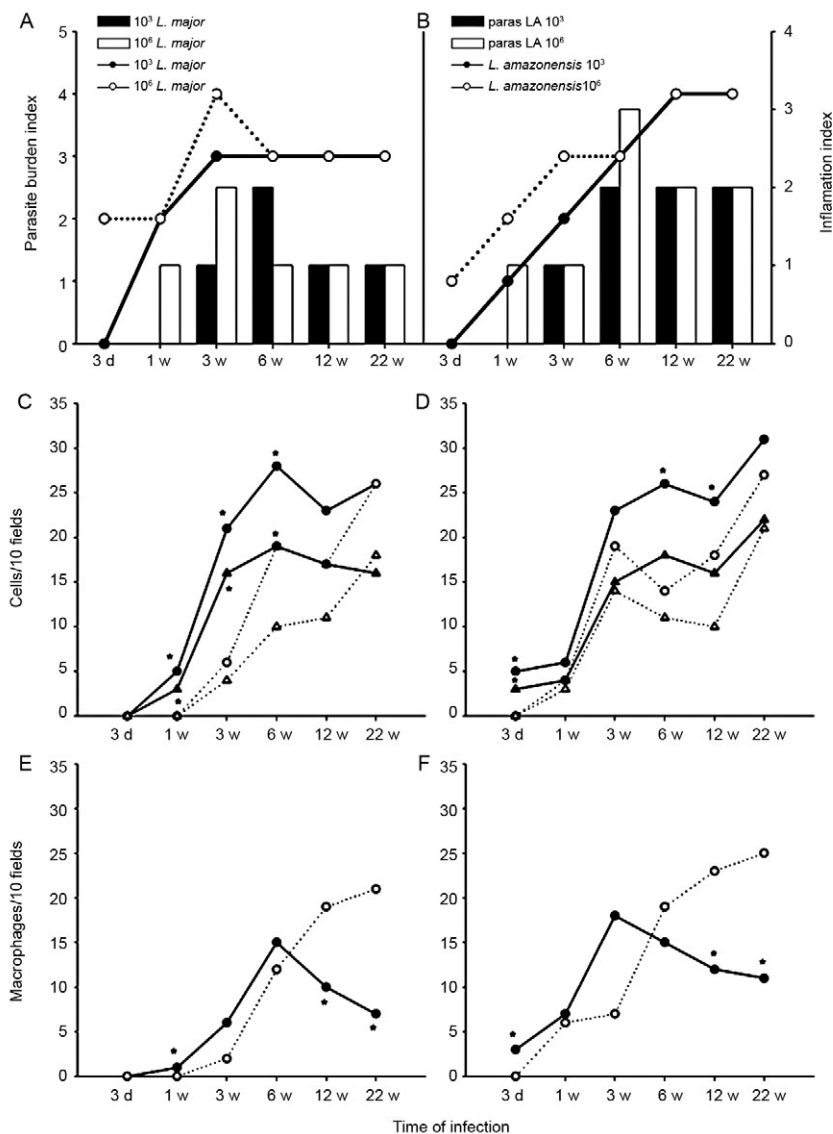 A
10³ L. major
10⁶ L. major
10³ L. major
10⁶ L. major
B
paras LA 10³
paras LA 10⁶
L. amazonensis 10³
L. amazonensis10⁶
Parasite burden index
5
4
3
2
1
0
Inflamation index
4
3
2
1
0
3 d 1 w 3 w 6 w 12 w 22 w
3 d 1 w 3 w 6 w 12 w 22 w
C
D
Cells/10 fields
35
30
25
20
15
10
5
0
35
30
25
20
15
10
5
0
3 d 1 w 3 w 6 w 12 w 22 w
3 d 1 w 3 w 6 w 12 w 22 w
E
F
Macrophages/10 fields
35
30
25
20
15
10
5
0
35
30
25
20
15
10
5
0
3 d 1 w 3 w 6 w 12 w 22 w
3 d 1 w 3 w 6 w 12 w 22 w
Time of infection